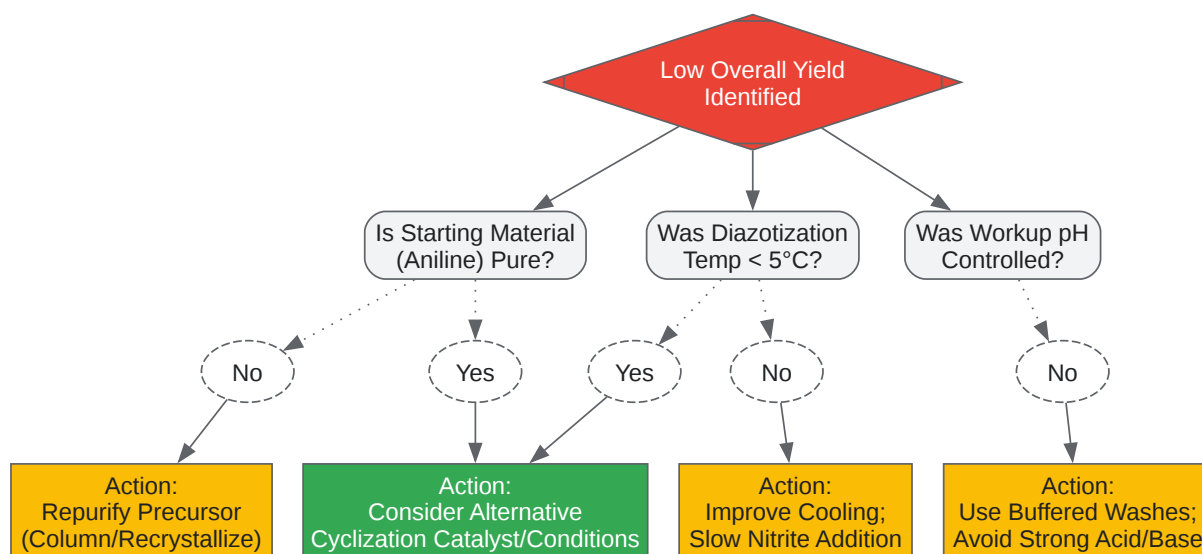 Low Overall Yield
Identified
Is Starting Material
(Aniline) Pure?
Was Diazotization
Temp < 5°C?
Was Workup pH
Controlled?
No
Yes
Yes
No
No
Action:
Repurify Precursor
(Column/Recrystallize)
Action:
Consider Alternative
Cyclization Catalyst/Conditions
Action:
Improve Cooling;
Slow Nitrite Addition
Action:
Use Buffered Washes;
Avoid Strong Acid/Base